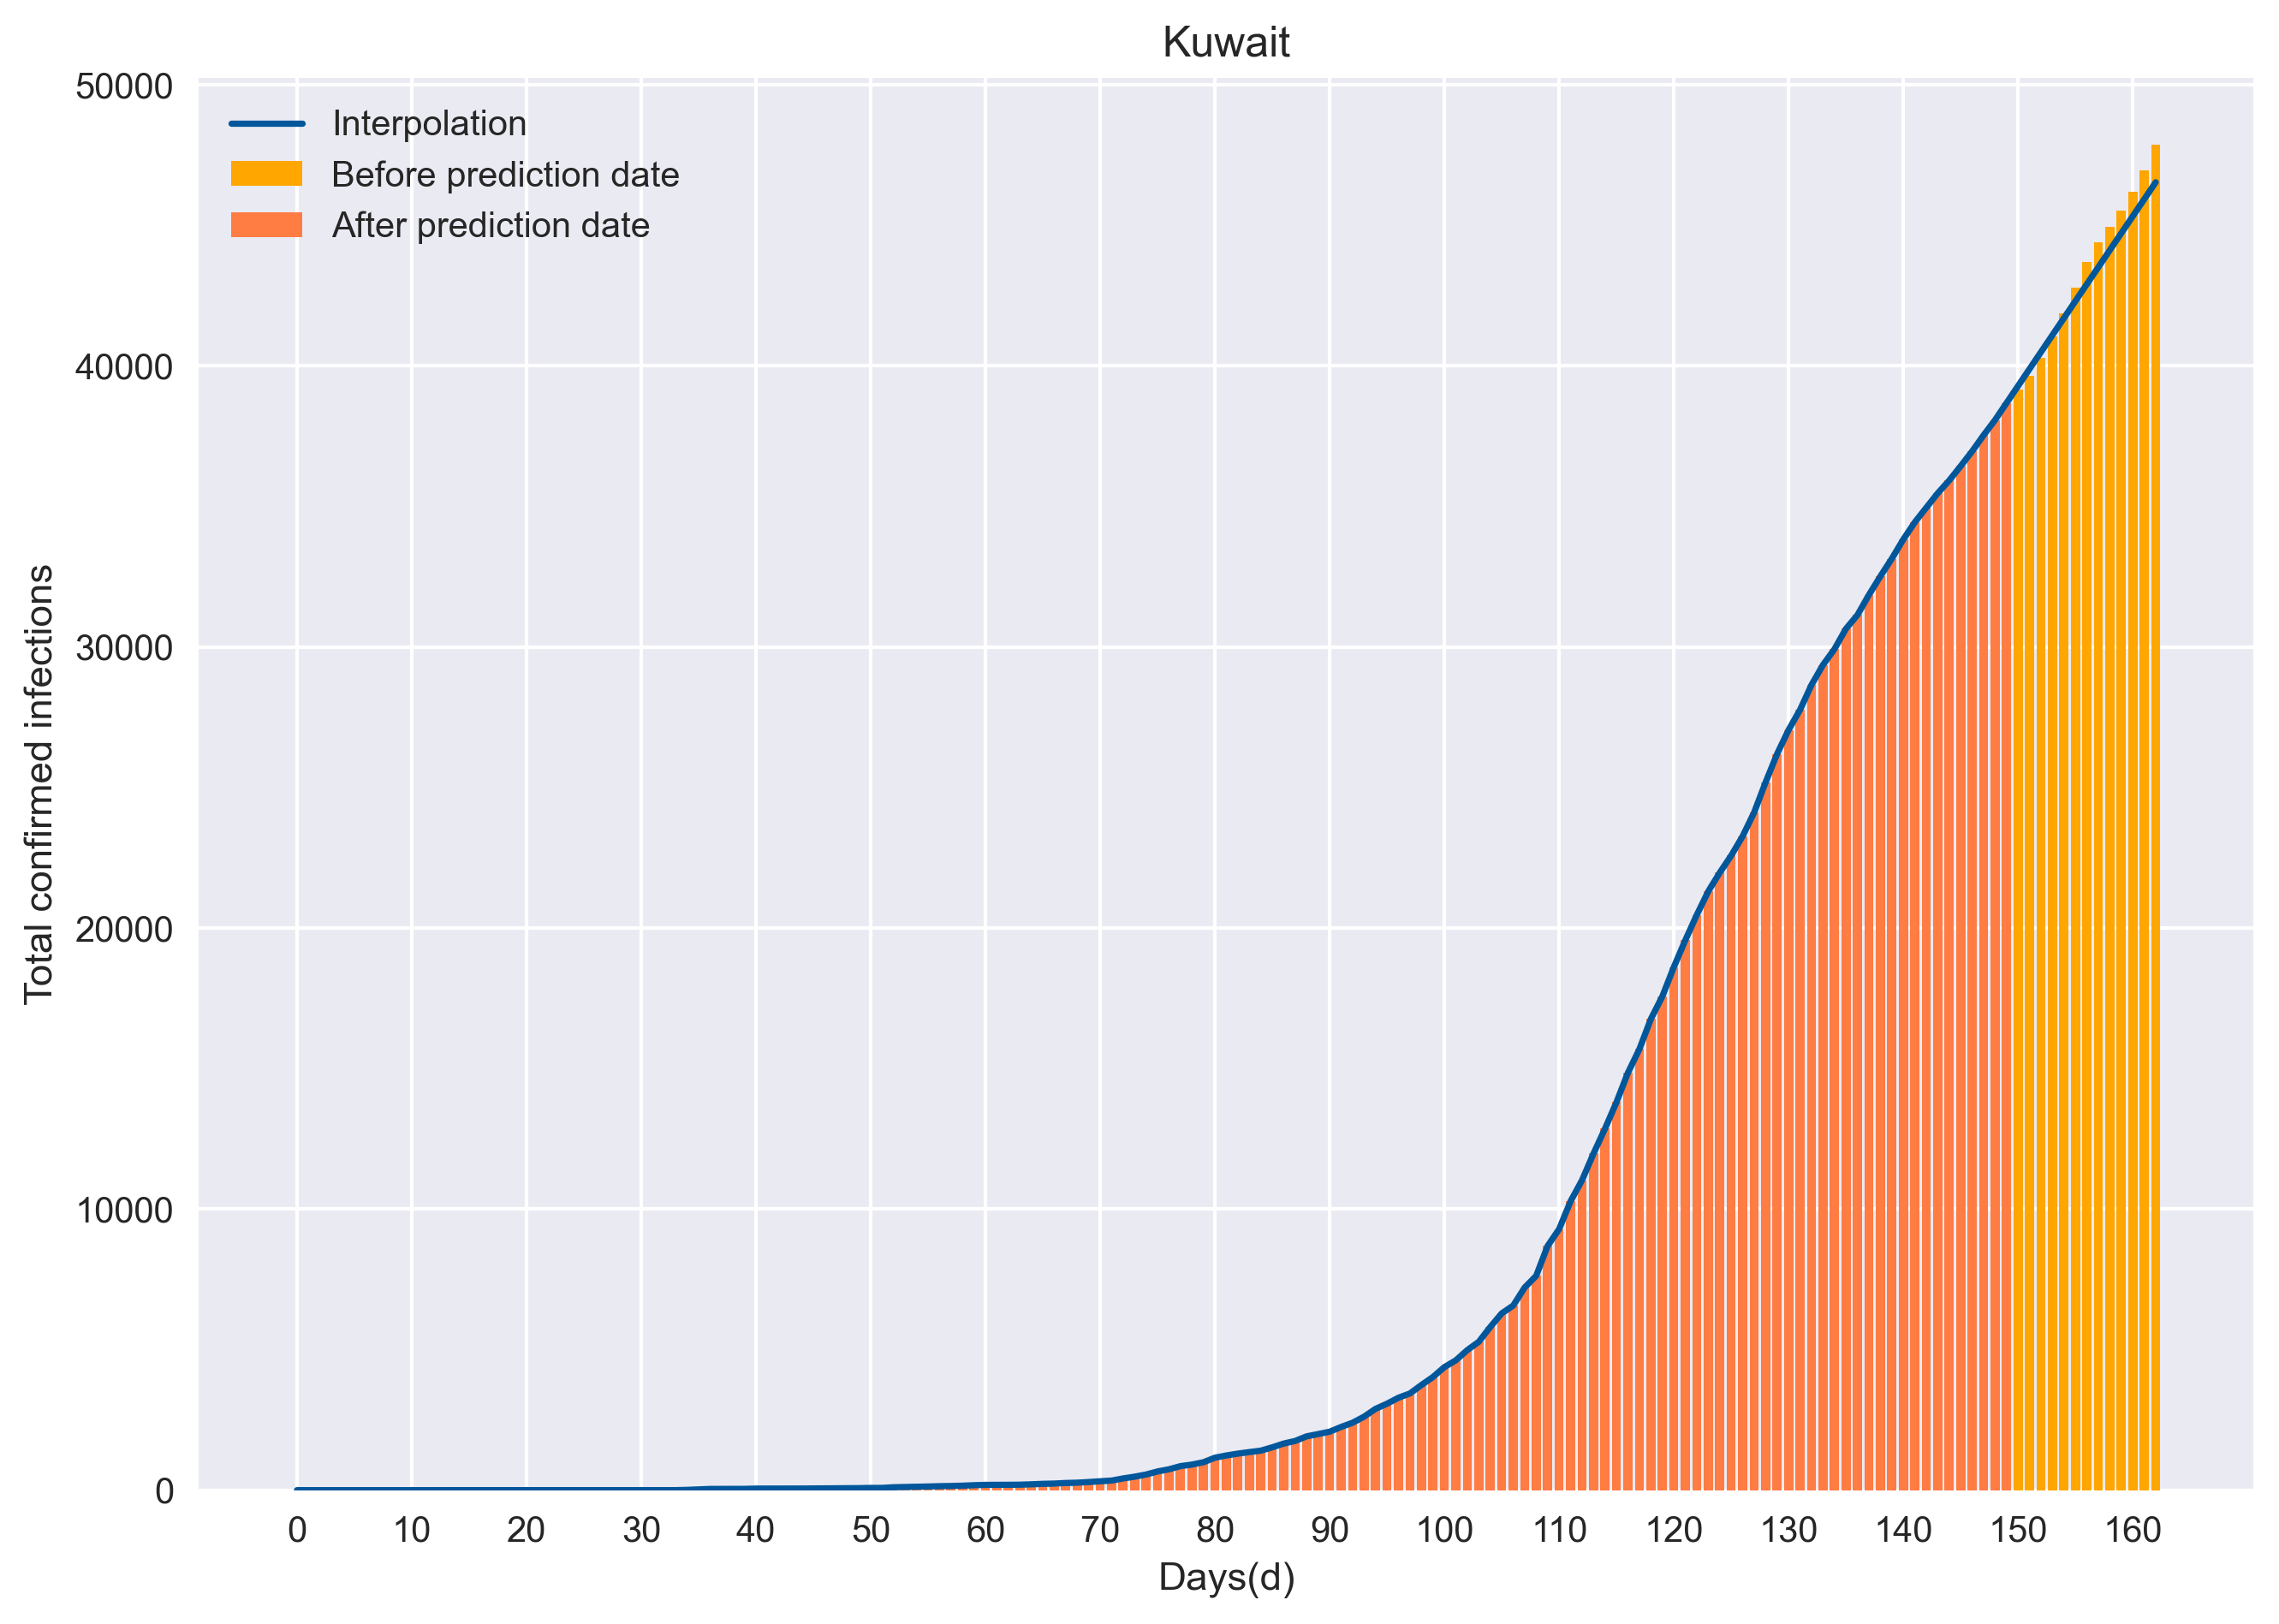 Kuwait
50000
40000
30000
20000
10000
0
Interpolation
Before prediction date
After prediction date
Total confirmed infections
0 10 20 30 40 50 60 70 80 90 100 110 120 130 140 150 160
Days(d)